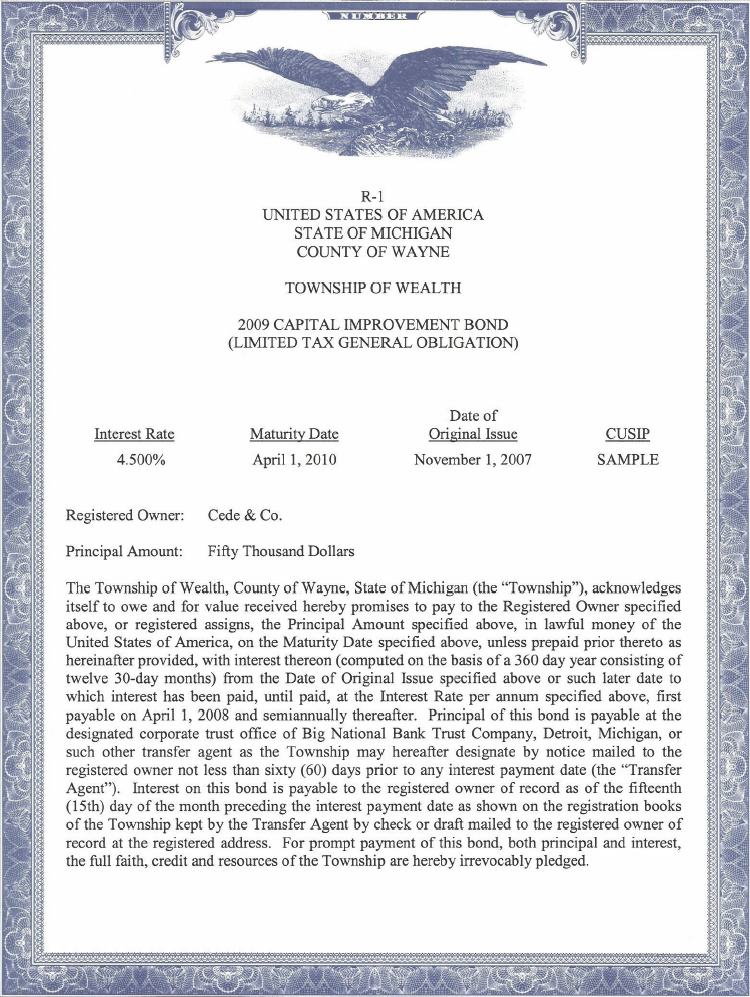 NUMBER
R-1
UNITED STATES OF AMERICA
STATE OF MICHIGAN
COUNTY OF WAYNE
TOWNSHIP OF WEALTH
2009 CAPITAL IMPROVEMENT BOND
(LIMITED TAX GENERAL OBLIGATION)
Interest Rate Maturity Date Date of Original Issue CUSIP
4.500% April 1, 2010 November 1, 2007 SAMPLE
Registered Owner: Cede & Co.
Principal Amount: Fifty Thousand Dollars
The Township of Wealth, County of Wayne, State of Michigan (the “Township”), acknowledges
itself to owe and for value received hereby promises to pay to the Registered Owner specified
above, or registered assigns, the Principal Amount specified above, in lawful money of the
United States of America, on the Maturity Date specified above, unless prepaid prior thereto as
hereinafter provided, with interest thereon (computed on the basis of a 360 day year consisting of
twelve 30-day months) from the Date of Original Issue specified above or such later date to
which interest has been paid, until paid, at the Interest Rate per annum specified above, first
payable on April 1, 2008 and semiannually thereafter. Principal of this bond is payable at the
designated corporate trust office of Big National Bank Trust Company, Detroit, Michigan, or
such other transfer agent as the Township may hereafter designate by notice mailed to the
registered owner not less than sixty (60) days prior to any interest payment date (the “Transfer
Agent”). Interest on this bond is payable to the registered owner of record as of the fifteenth
(15th) day of the month preceding the interest payment date as shown on the registration books
of the Township kept by the Transfer Agent by check or draft mailed to the registered owner of
record at the registered address. For prompt payment of this bond, both principal and interest,
the full faith, credit and resources of the Township are hereby irrevocably pledged.